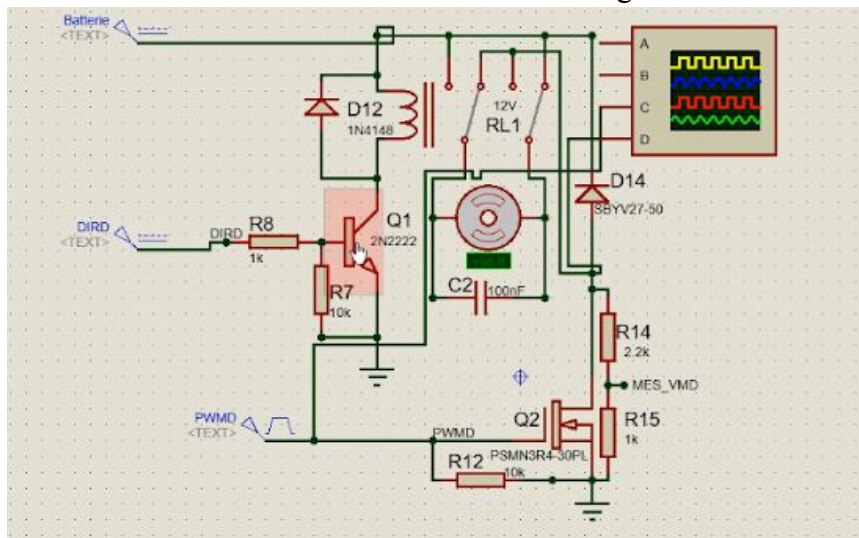 Batterie
<TEXT>
A
B
C
D
D12
1N4148
12V
RL1
D14
SBYV27-50
DIRD
<TEXT>
DIRD
R8
1k
Q1
2N2222
R7
10k
C2
100nF
R14
2.2k
MES_VMD
PWMD
<TEXT>
PWMD
Q2
PSMN3R4-30PL
R15
1k
R12
10k